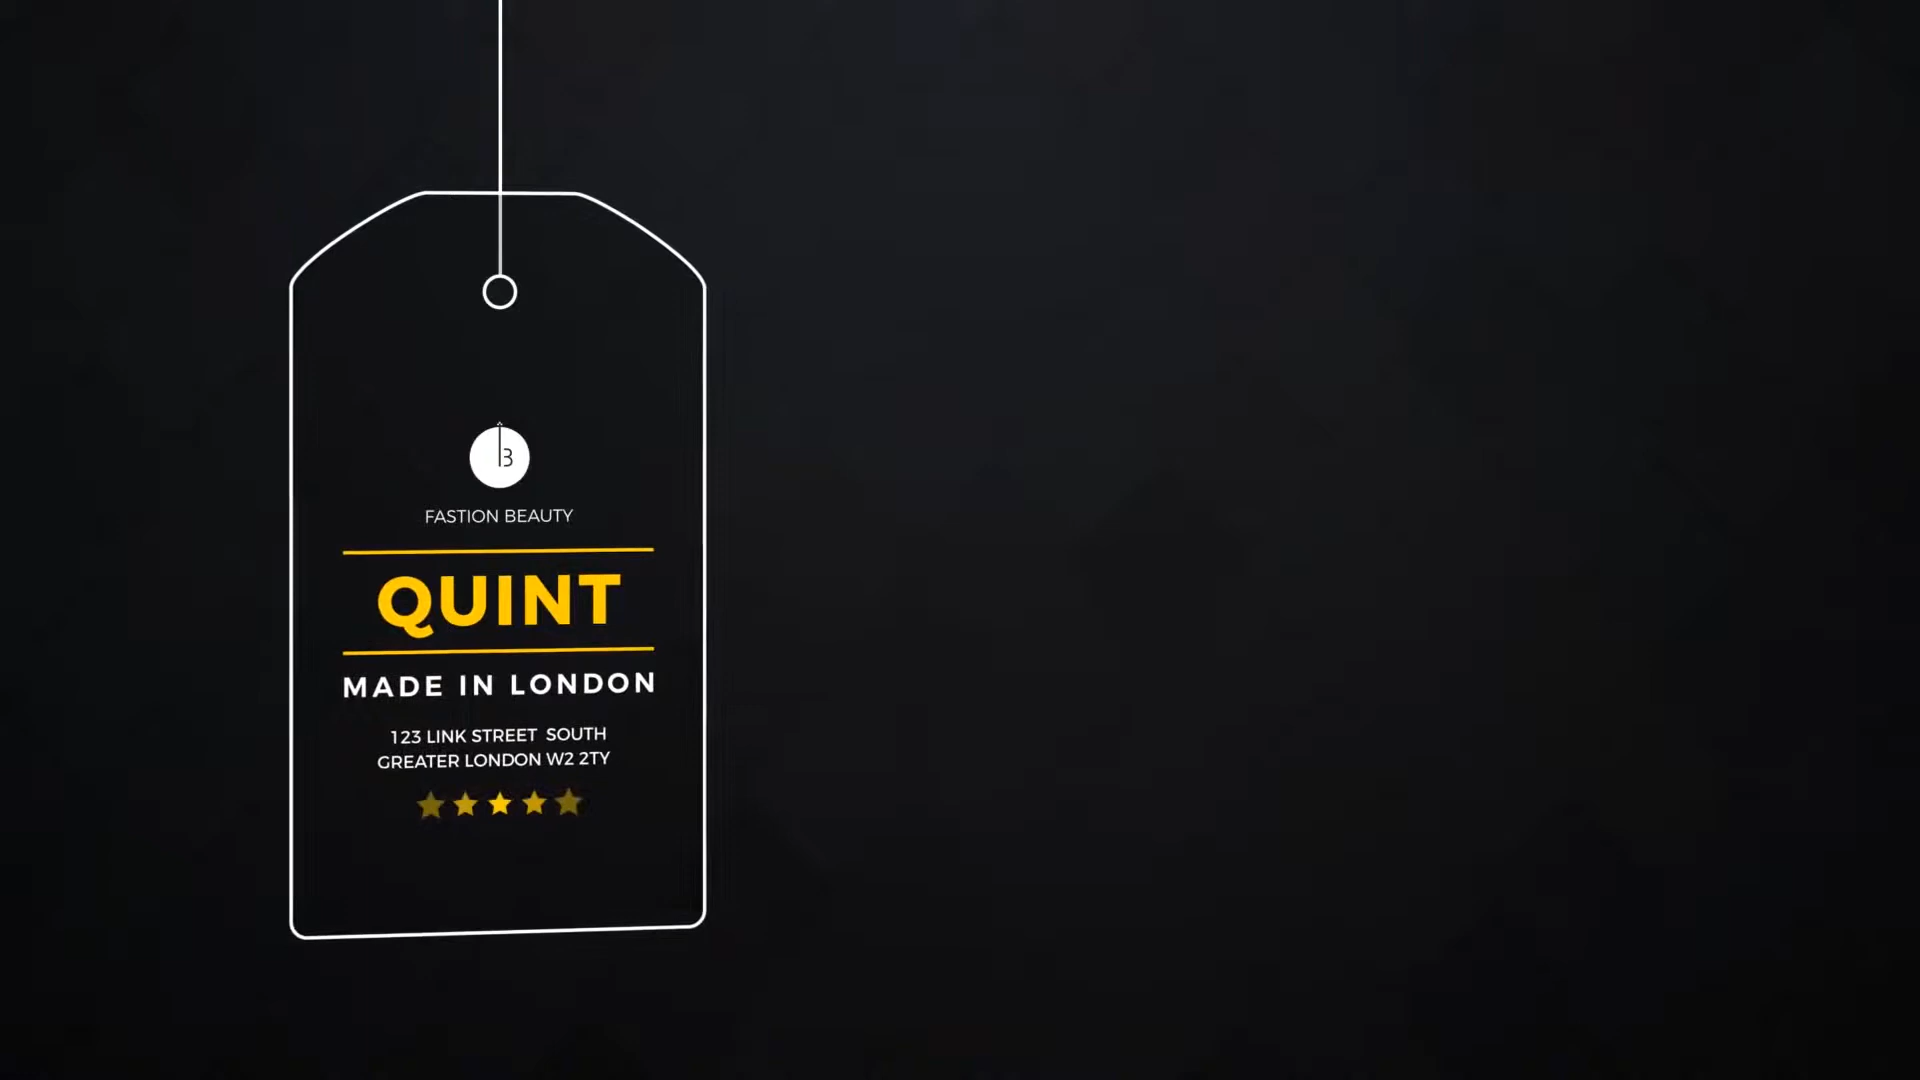 B
FASTION BEAUTY
QUINT
MADE IN LONDON
123 LINK STREET SOUTH
GREATER LONDON W2 2TY